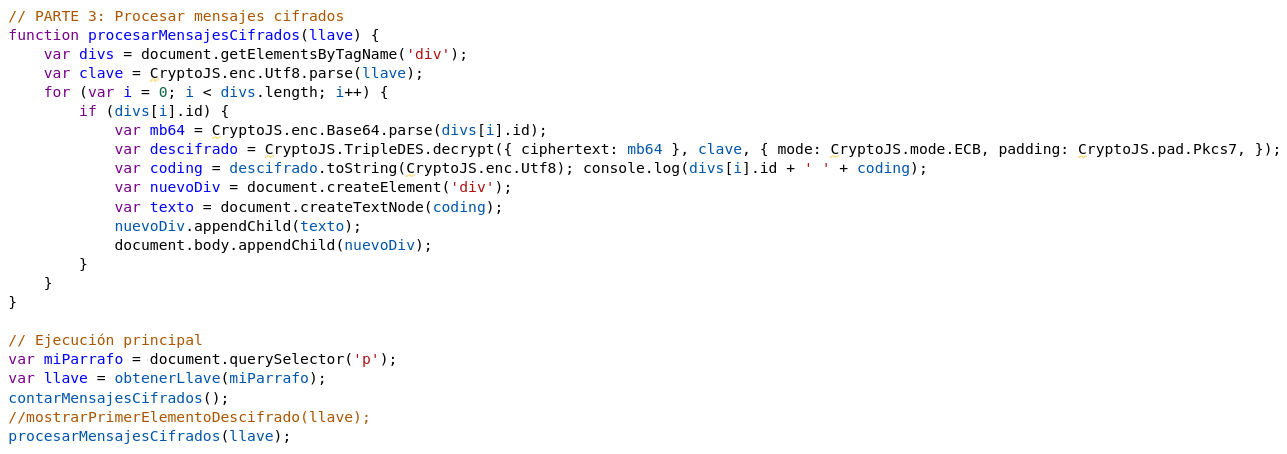 // PARTE 3: Procesar mensajes cifrados
function procesarMensajesCifrados(llave) {
    var divs = document.getElementsByTagName('div');
    var clave = CryptoJS.enc.Utf8.parse(llave);
    for (var i = 0; i < divs.length; i++) {
        if (divs[i].id) {
            var mb64 = CryptoJS.enc.Base64.parse(divs[i].id);
            var descifrado = CryptoJS.TripleDES.decrypt({ ciphertext: mb64 }, clave, { mode: CryptoJS.mode.ECB, padding: CryptoJS.pad.Pkcs7, });
            var coding = descifrado.toString(CryptoJS.enc.Utf8); console.log(divs[i].id + ' ' + coding);
            var nuevoDiv = document.createElement('div');
            var texto = document.createTextNode(coding);
            nuevoDiv.appendChild(texto);
            document.body.appendChild(nuevoDiv);
        }
    }
}

// Ejecución principal
var miParrafo = document.querySelector('p');
var llave = obtenerLlave(miParrafo);
contarMensajesCifrados();
//mostrarPrimerElementoDescifrado(llave);
procesarMensajesCifrados(llave);